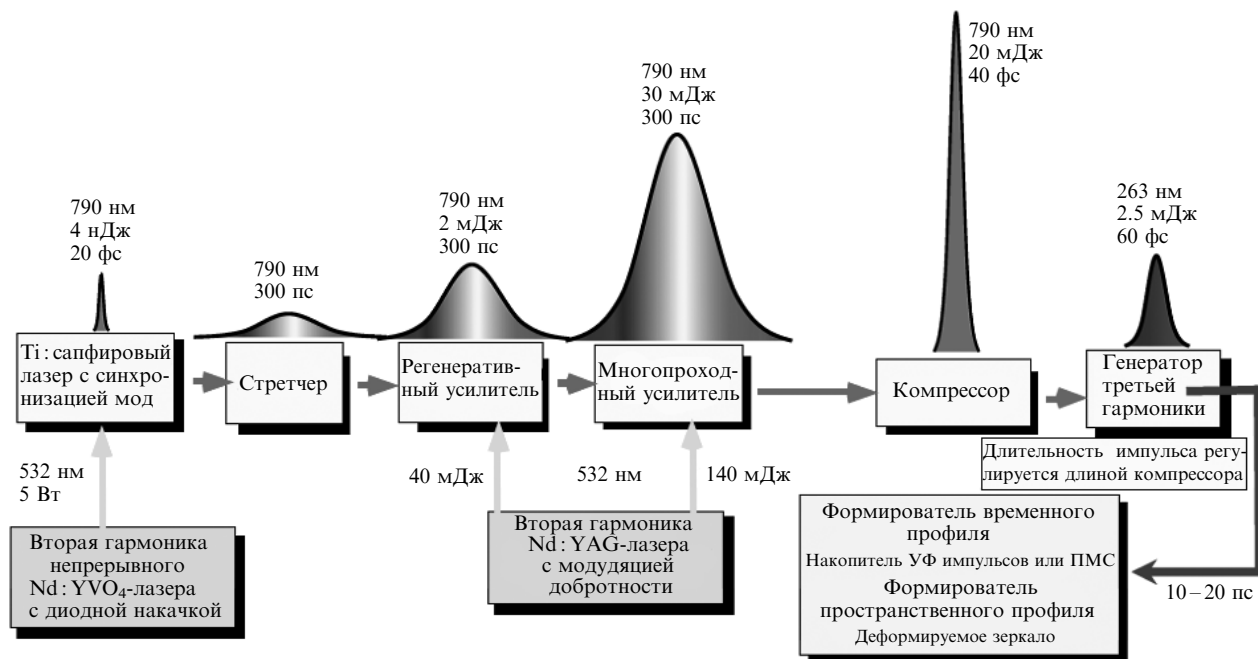 790 нм
4 нДж
20 фс
790 нм
300 пс
790 нм
2 мДж
300 пс
790 нм
30 мДж
300 пс
790 нм
20 мДж
40 фс
263 нм
2.5 мДж
60 фс
Ti : сапфировый
лазер с синхро-
низацией мод
Стретчер
Регенератив-
ный усилитель
Многопроход-
ный усилитель
Компрессор
Генератор
третьей
гармоники
Длительность импульса регу-
лируется длиной компрессора
532 нм
5 Вт
40 мДж
532 нм
140 мДж
Вторая гармоника
непрерывного
Nd : YVO₄-лазера
с диодной накачкой
Вторая гармоника
Nd : YAG-лазера
с модудяцией
добротности
Формирователь временного
профиля
Накопитель УФ импульсов или ПМС
Формирователь
пространственного профиля
Деформируемое зеркало
10 – 20 пс